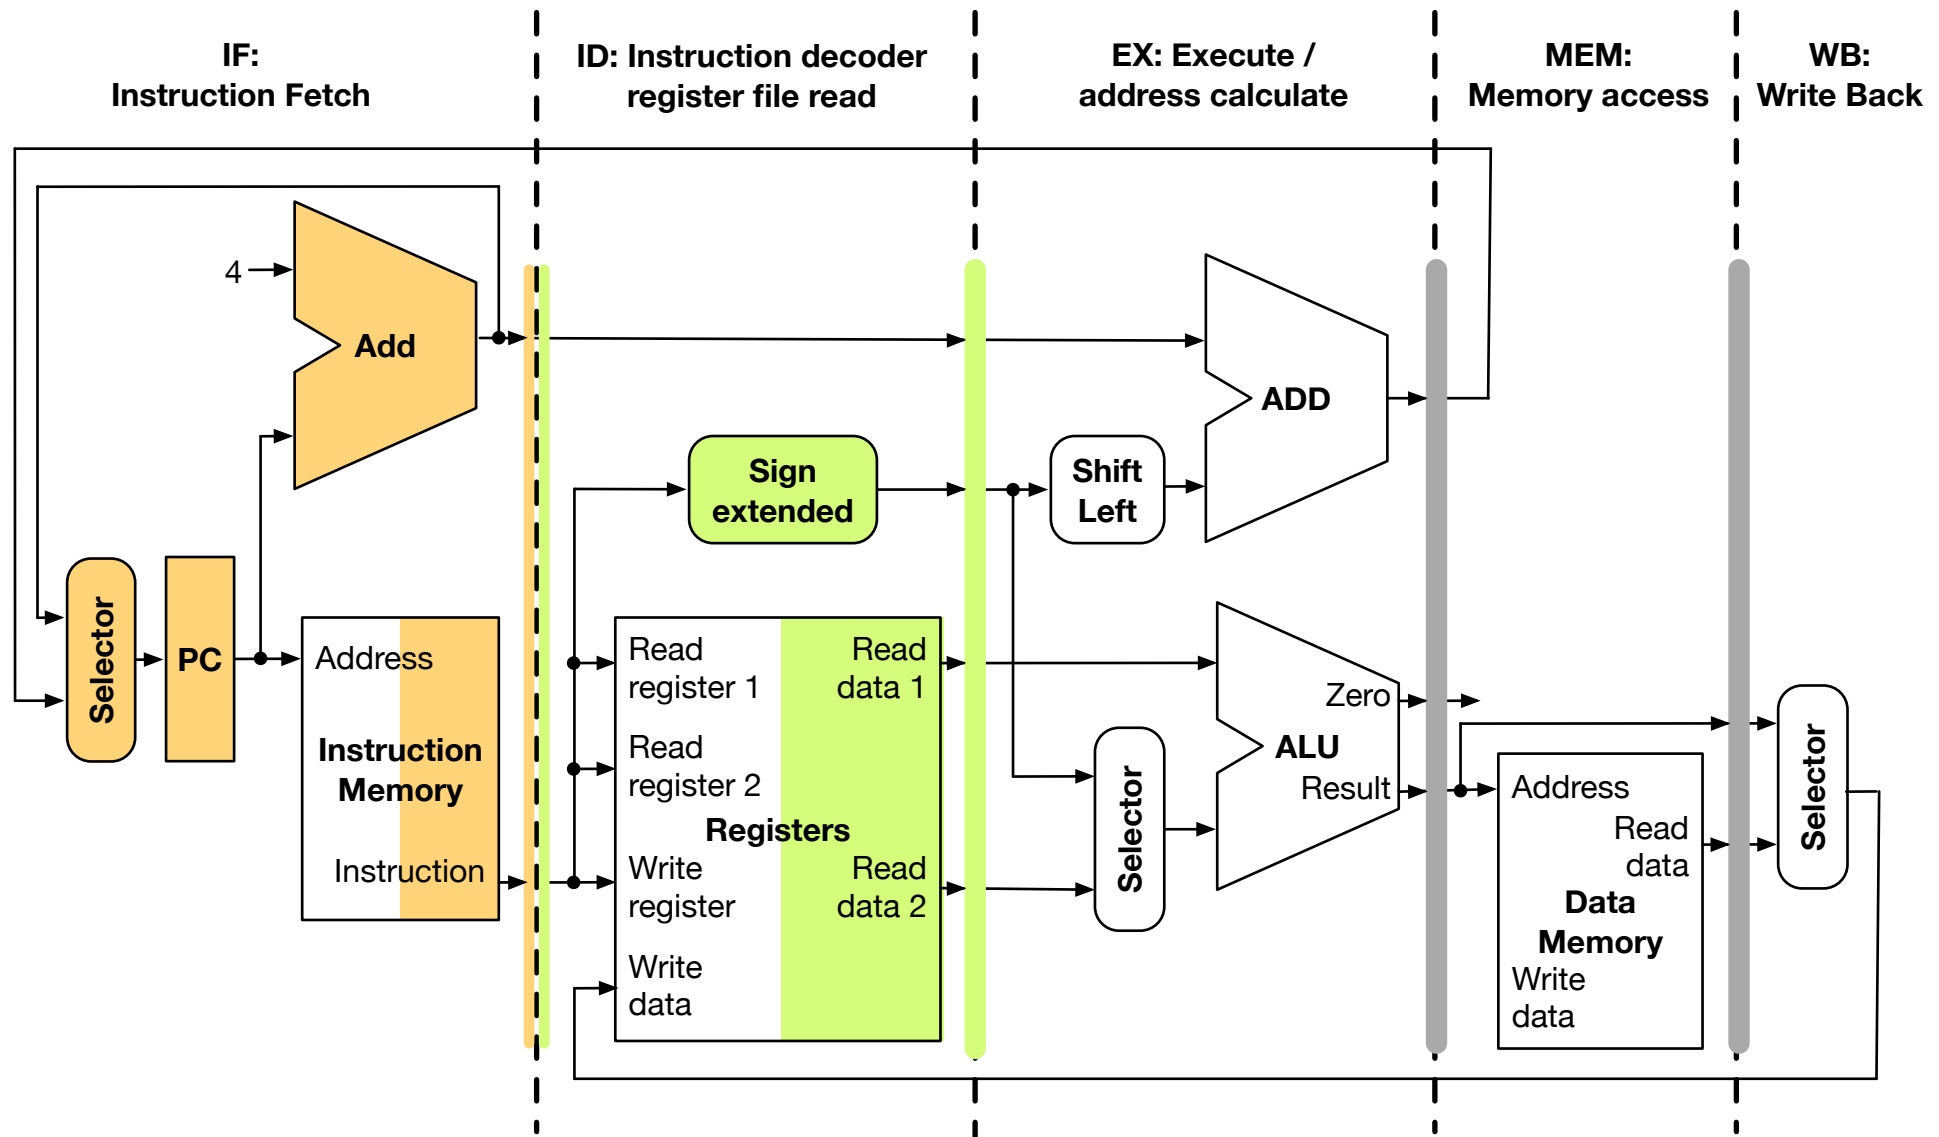 IF:
Instruction Fetch
ID: Instruction decoder
register file read
EX: Execute /
address calculate
MEM:
Memory access
WB:
Write Back
4
Add
Selector
PC
Address
Instruction
Memory
Instruction
Sign
extended
Read
register 1
Read
data 1
Read
register 2
Registers
Write
register
Read
data 2
Write
data
Shift
Left
ADD
Selector
Zero
ALU
Result
Address
Read
data
Data
Memory
Write
data
Selector